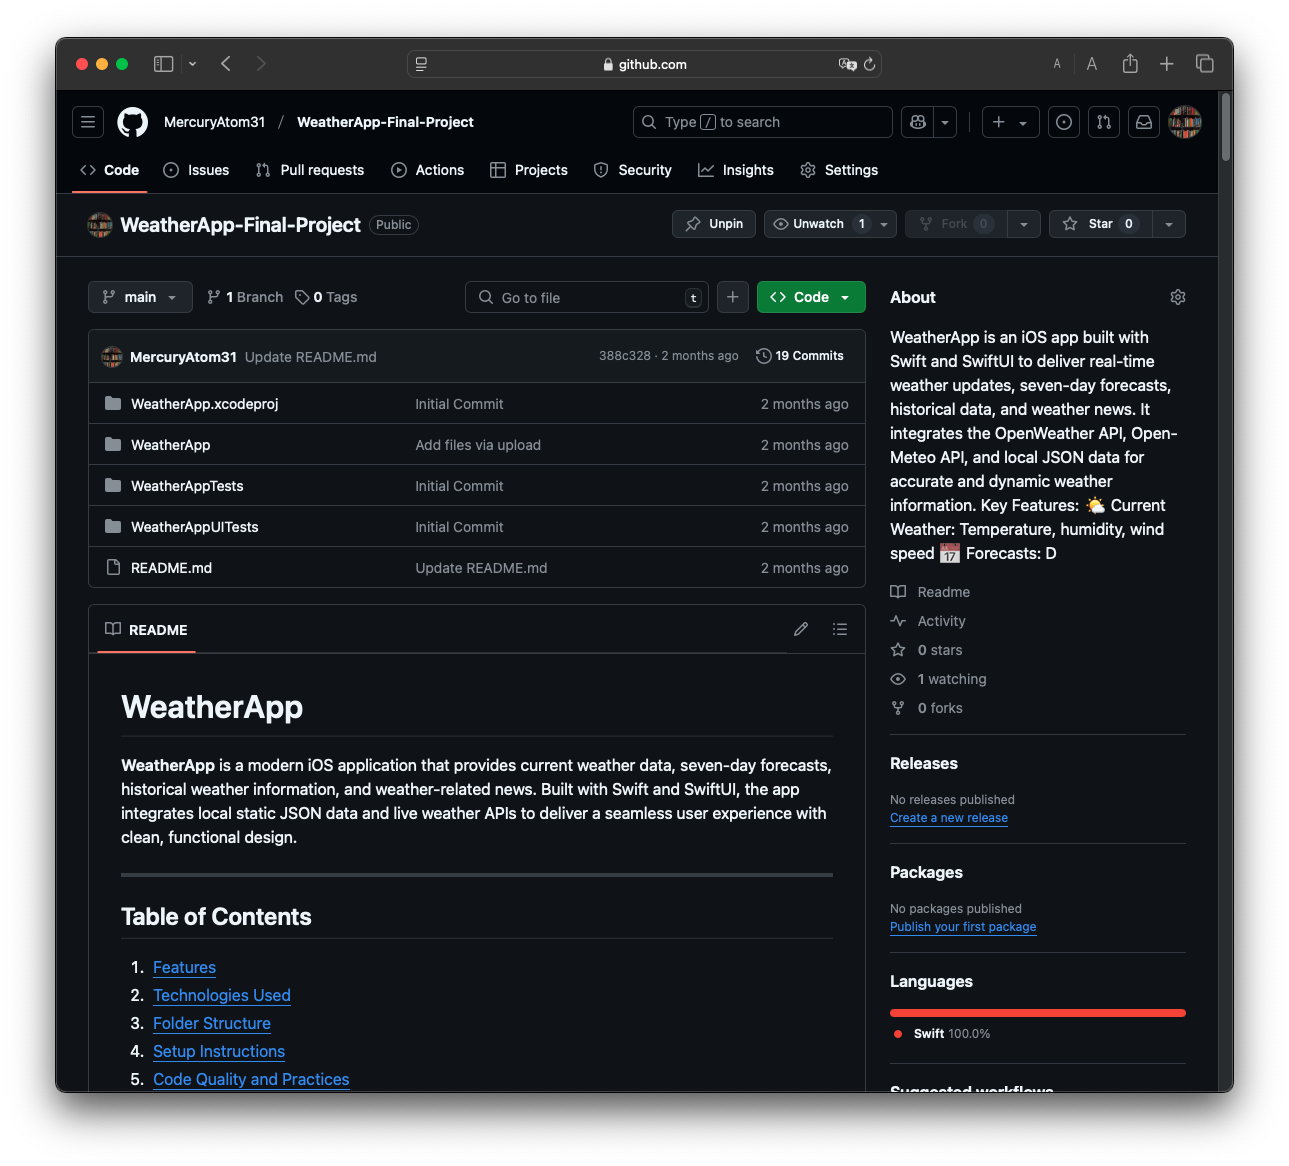 github.com
A A
MercuryAtom31 / WeatherApp-Final-Project
Type / to search
Code Issues Pull requests Actions Projects Security Insights Settings
WeatherApp-Final-Project Public
Unpin Unwatch 1 Fork 0 Star 0
main 1 Branch 0 Tags
Go to file t
Code
MercuryAtom31 Update README.md 388c328 · 2 months ago 19 Commits
WeatherApp.xcodeproj Initial Commit 2 months ago
WeatherApp Add files via upload 2 months ago
WeatherAppTests Initial Commit 2 months ago
WeatherAppUITests Initial Commit 2 months ago
README.md Update README.md 2 months ago
README
WeatherApp
WeatherApp is a modern iOS application that provides current weather data, seven-day forecasts,
historical weather information, and weather-related news. Built with Swift and SwiftUI, the app
integrates local static JSON data and live weather APIs to deliver a seamless user experience with
clean, functional design.
Table of Contents
1. Features
2. Technologies Used
3. Folder Structure
4. Setup Instructions
5. Code Quality and Practices
About
WeatherApp is an iOS app built with
Swift and SwiftUI to deliver real-time
weather updates, seven-day forecasts,
historical data, and weather news. It
integrates the OpenWeather API, Open-
Meteo API, and local JSON data for
accurate and dynamic weather
information. Key Features: 🌤️ Current
Weather: Temperature, humidity, wind
speed 📅 Forecasts: D
Readme
Activity
0 stars
1 watching
0 forks
Releases
No releases published
Create a new release
Packages
No packages published
Publish your first package
Languages
Swift 100.0%
Suggested workflows